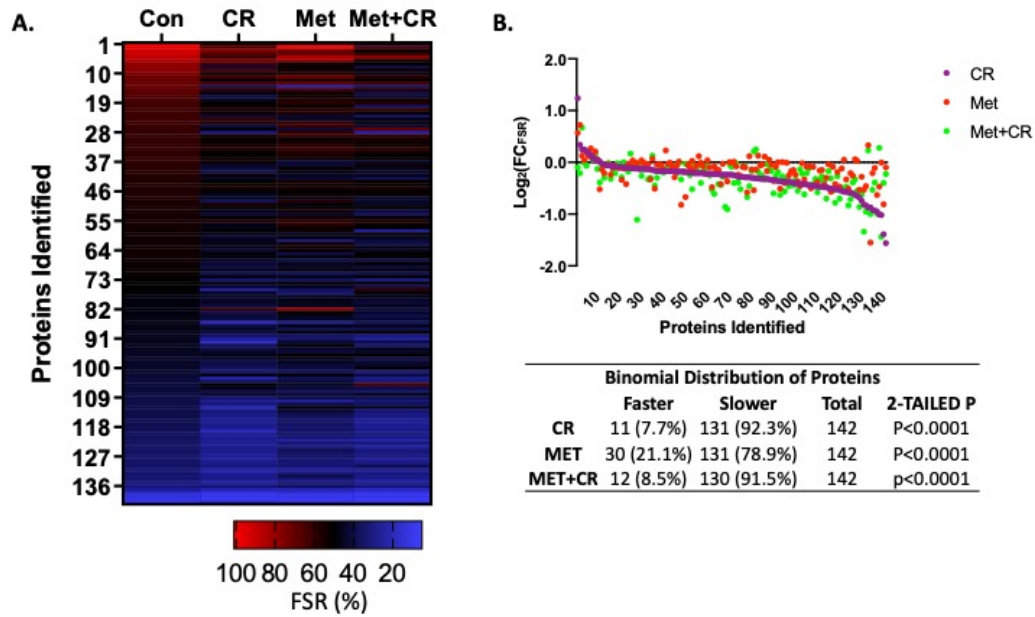 A.
Con CR Met Met+CR
Proteins Identified
1
10
19
28
37
46
55
64
73
82
91
100
109
118
127
136
100 80 60 40 20
FSR (%)
B.
Log2(FCFSR)
2.0
1.0
0.0
-1.0
-2.0
10 20 30 40 50 60 70 80 90 100 110 120 130 140
Proteins Identified
CR
Met
Met+CR
Binomial Distribution of Proteins
Faster Slower Total 2-TAILED P
CR 11 (7.7%) 131 (92.3%) 142 P<0.0001
MET 30 (21.1%) 131 (78.9%) 142 P<0.0001
MET+CR 12 (8.5%) 130 (91.5%) 142 p<0.0001